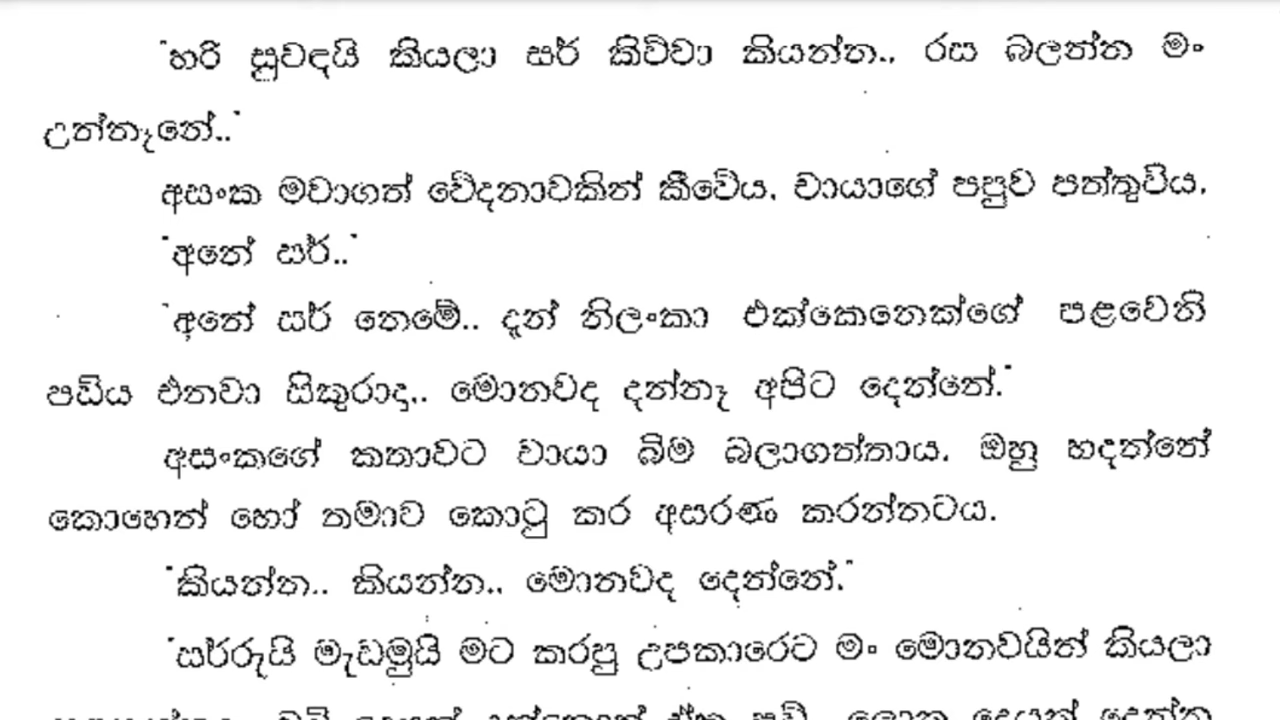 "හරි සුවඳයි කියලා සර් කිව්වා කියන්න.. රස බලන්න මං
උන්නෑනේ.."
අසංක මවාගත් වේදනාවකින් කීවේය. චායාගේ පපුව පත්තුවිය.
"අනේ සර්.."
"අනේ සර් නෙමේ.. දැන් තිලංකා එක්කෙනෙක්ගේ පළවෙනි
පඩිය එනවා සිකුරාදා.. මොනවද දන්නෑ අපිට දෙන්නේ."
අසංකගේ කතාවට චායා බිම බලාගත්තාය. ඔහු හදන්නේ
කොහෙන් හෝ තමාව කොටු කර අසරණ කරන්නටය.
"කියන්න.. කියන්න.. මොනවද දෙන්නේ."
"සර්රුයි මැඩමුයි මට කරපු උපකාරෙට මං මොනවයින් කියලා